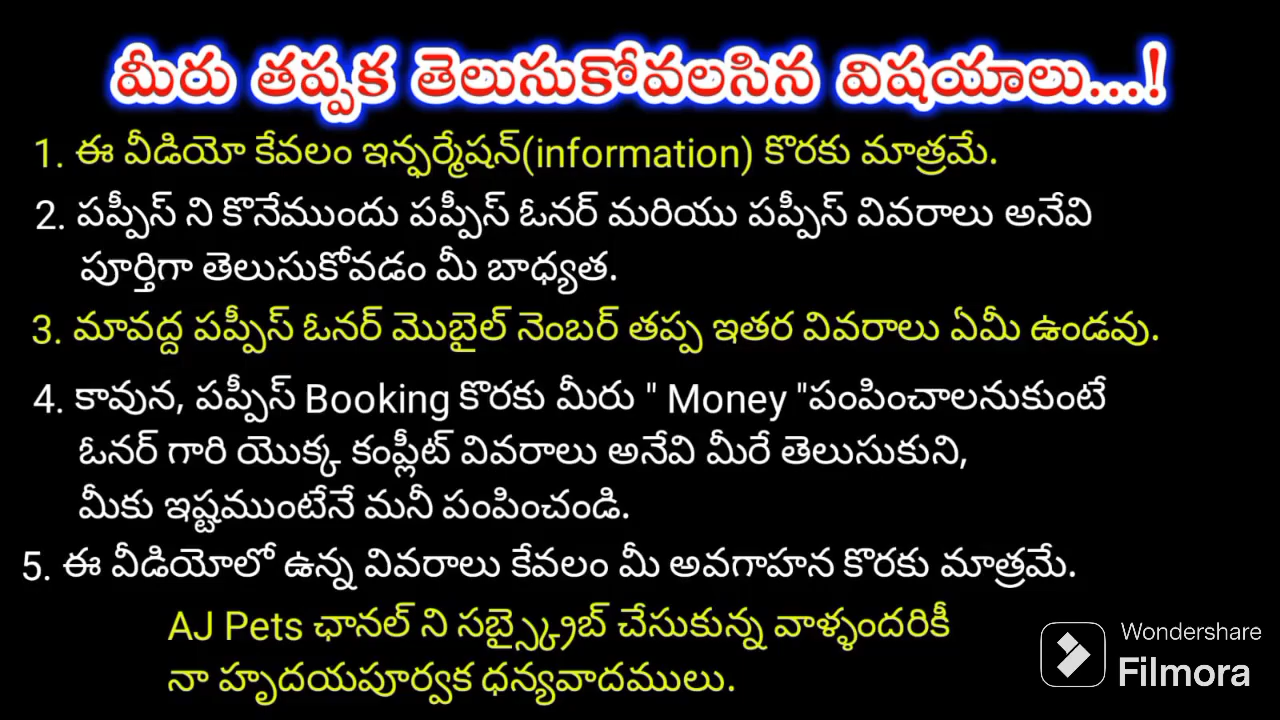 మీరు తప్పక తెలుసుకోవలసిన విషయాలు...!
1. ఈ వీడియో కేవలం ఇన్ఫర్మేషన్(information) కొరకు మాత్రమే.
2. పప్పీస్ ని కొనేముందు పప్పీస్ ఓనర్ మరియు పప్పీస్ వివరాలు అనేవి
పూర్తిగా తెలుసుకోవడం మీ బాధ్యత.
3. మావద్ద పప్పీస్ ఓనర్ మొబైల్ నెంబర్ తప్ప ఇతర వివరాలు ఏమీ ఉండవు.
4. కావున, పప్పీస్ Booking కొరకు మీరు " Money "పంపించాలనుకుంటే
ఓనర్ గారి యొక్క కంప్లీట్ వివరాలు అనేవి మీరే తెలుసుకుని,
మీకు ఇష్టముంటేనే మనీ పంపించండి.
5. ఈ వీడియోలో ఉన్న వివరాలు కేవలం మీ అవగాహన కొరకు మాత్రమే.
AJ Pets ఛానల్ ని సబ్స్క్రైబ్ చేసుకున్న వాళ్ళందరికీ
నా హృదయపూర్వక ధన్యవాదములు.
Wondershare
Filmora